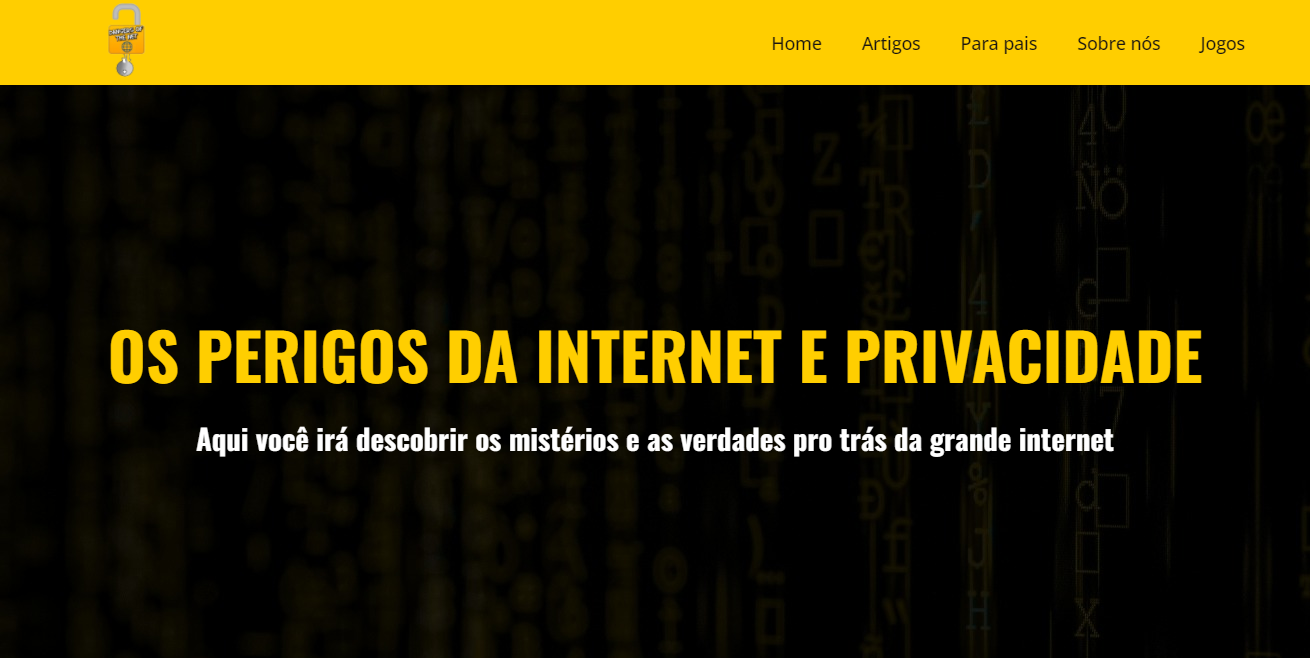 Home Artigos Para pais Sobre nós Jogos
OS PERIGOS DA INTERNET E PRIVACIDADE
Aqui você irá descobrir os mistérios e as verdades pro trás da grande internet